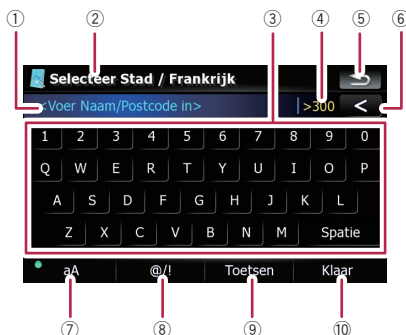 ① ② ③ ④ ⑤ ⑥
Selecteer Stad / Frankrijk
<Voer Naam/Postcode in> >300 <
1 2 3 4 5 6 7 8 9 0
Q W E R T Y U I O P
A S D F G H J K L
Z X C V B N M Spatie
aA @/! Toetsen Klaar
⑦ ⑧ ⑨ ⑩